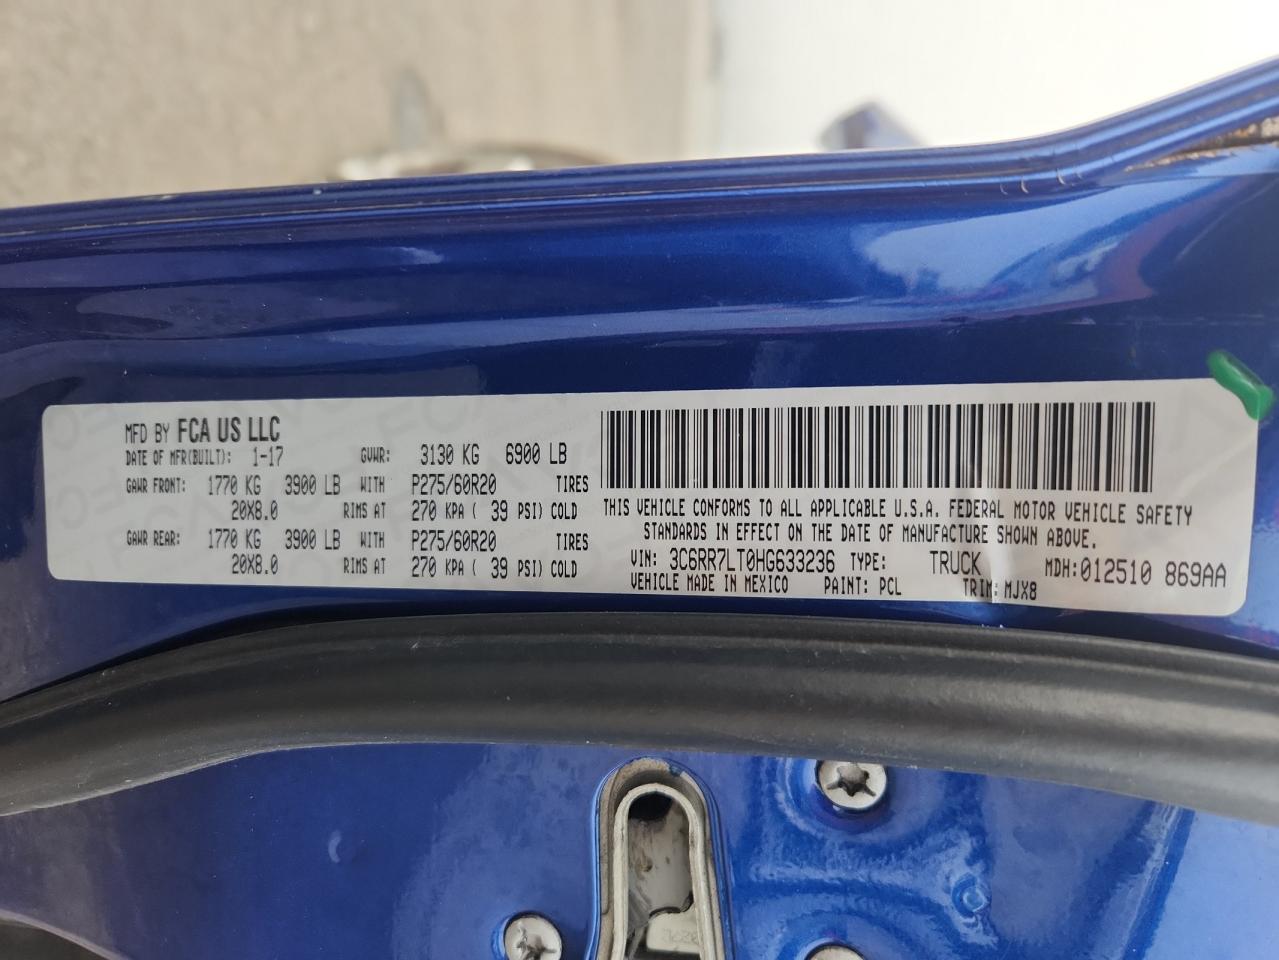 MFD BY FCA US LLC
DATE OF MFR(BUILT): 1-17 GVWR: 3130 KG 6900 LB
GAWR FRONT: 1770 KG 3900 LB WITH P275/60R20 TIRES
20X8.0 RIMS AT 270 KPA ( 39 PSI) COLD
GAWR REAR: 1770 KG 3900 LB WITH P275/60R20 TIRES
20X8.0 RIMS AT 270 KPA ( 39 PSI) COLD
THIS VEHICLE CONFORMS TO ALL APPLICABLE U.S.A. FEDERAL MOTOR VEHICLE SAFETY
STANDARDS IN EFFECT ON THE DATE OF MANUFACTURE SHOWN ABOVE.
VIN: 3C6RR7LT0HG633236 TYPE: TRUCK MDH:012510 869AA
VEHICLE MADE IN MEXICO PAINT: PCL TRIM: MJX8